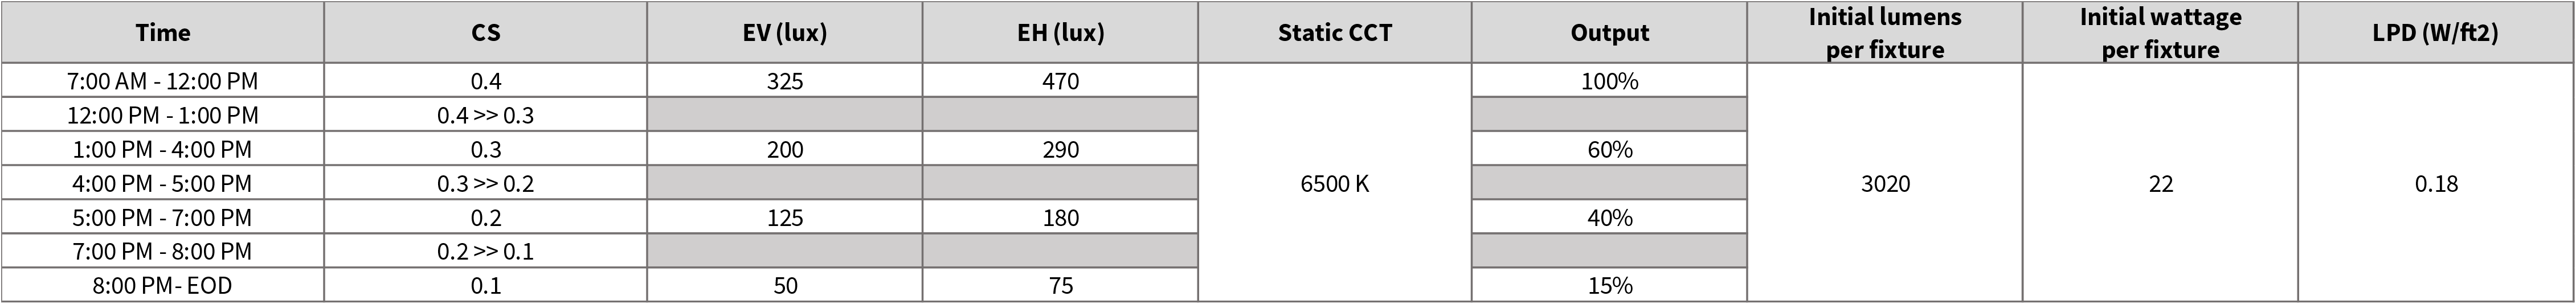 Time CS EV (lux) EH (lux) Static CCT Output Initial lumens per fixture Initial wattage per fixture LPD (W/ft2)
7:00 AM - 12:00 PM 0.4 325 470 100%
12:00 PM - 1:00 PM 0.4 >> 0.3
1:00 PM - 4:00 PM 0.3 200 290 60%
4:00 PM - 5:00 PM 0.3 >> 0.2 6500 K 3020 22 0.18
5:00 PM - 7:00 PM 0.2 125 180 40%
7:00 PM - 8:00 PM 0.2 >> 0.1
8:00 PM- EOD 0.1 50 75 15%